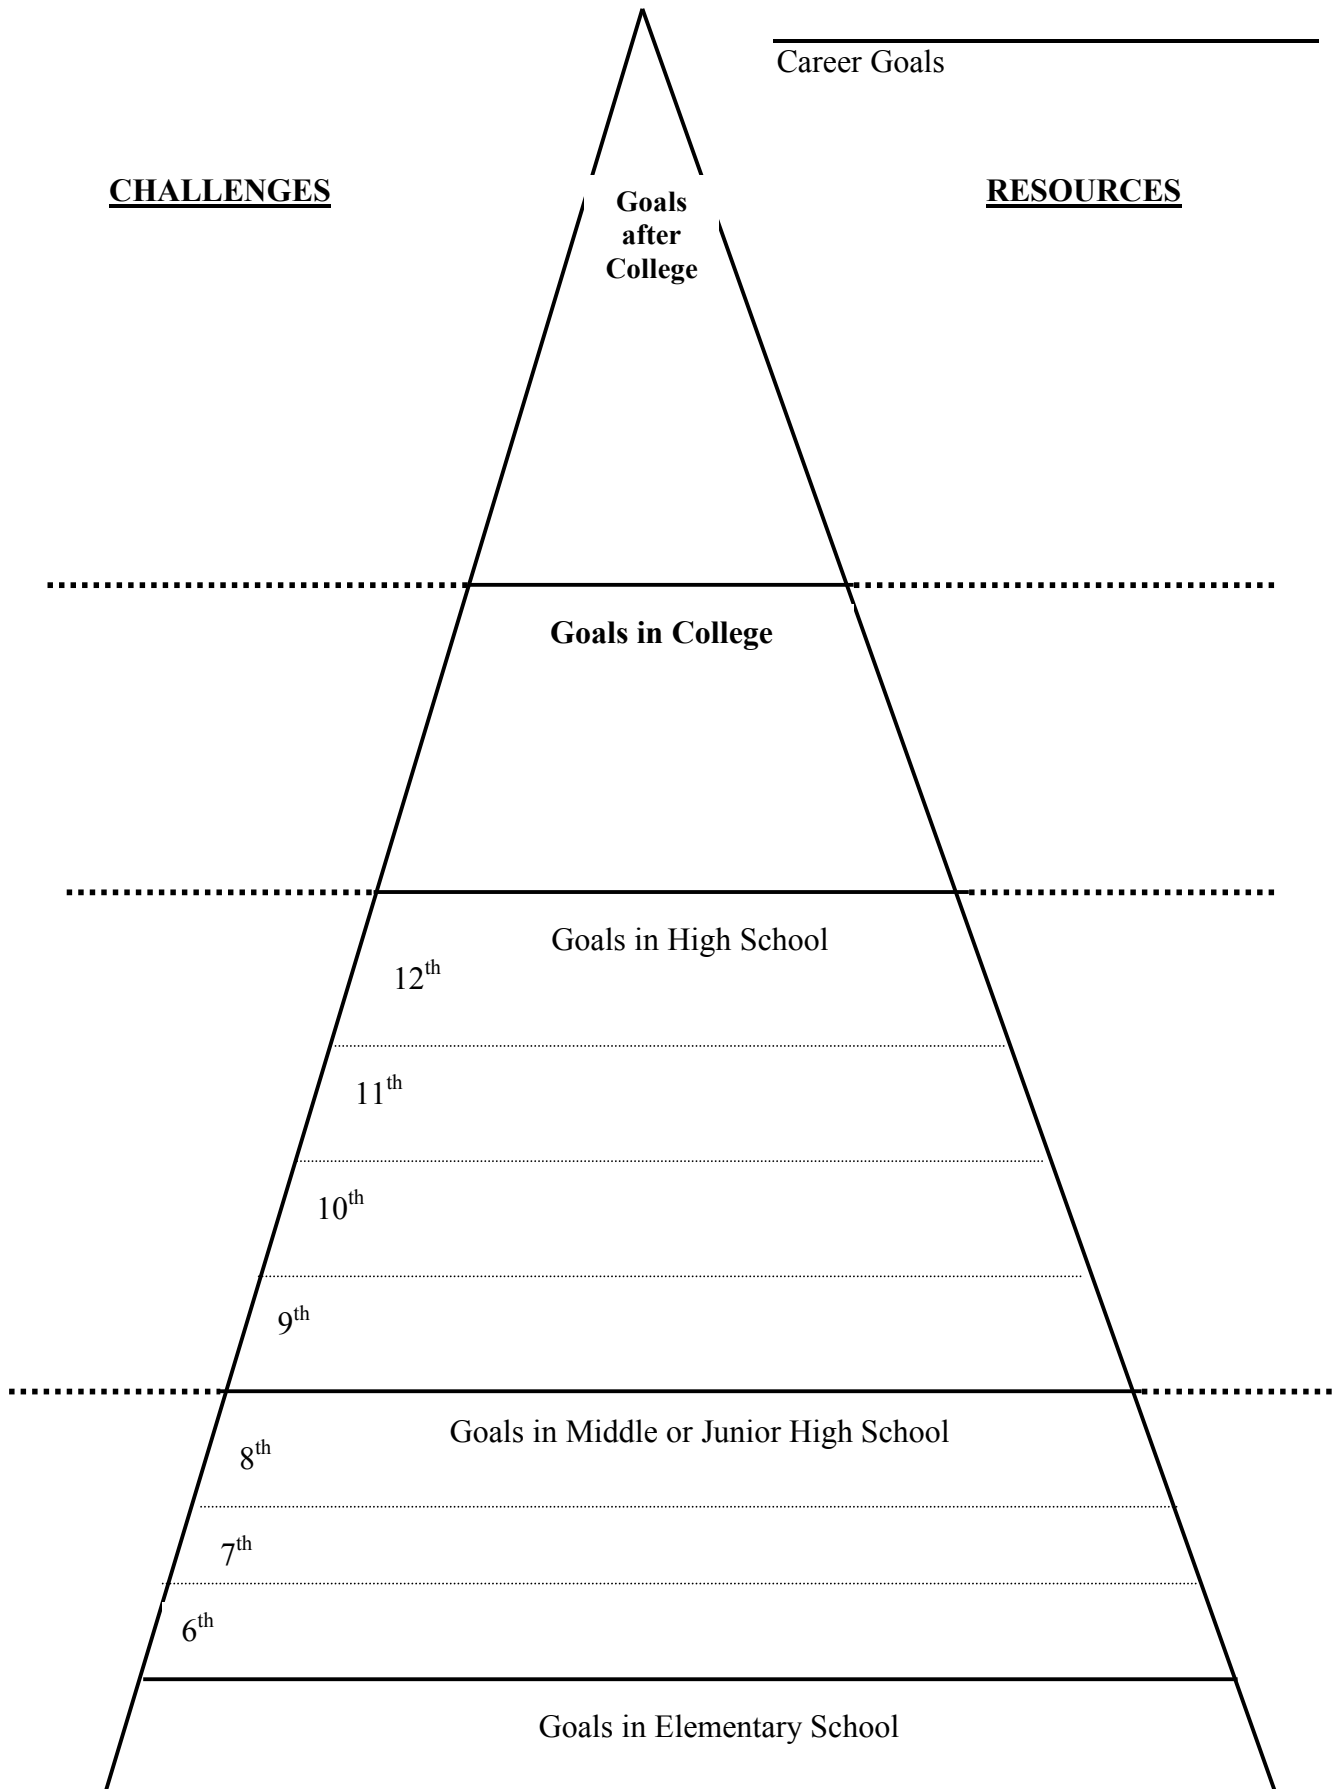 Career Goals
CHALLENGES
RESOURCES
Goals
after
College
Goals in College
Goals in High School
12th
11th
10th
9th
Goals in Middle or Junior High School
8th
7th
6th
Goals in Elementary School